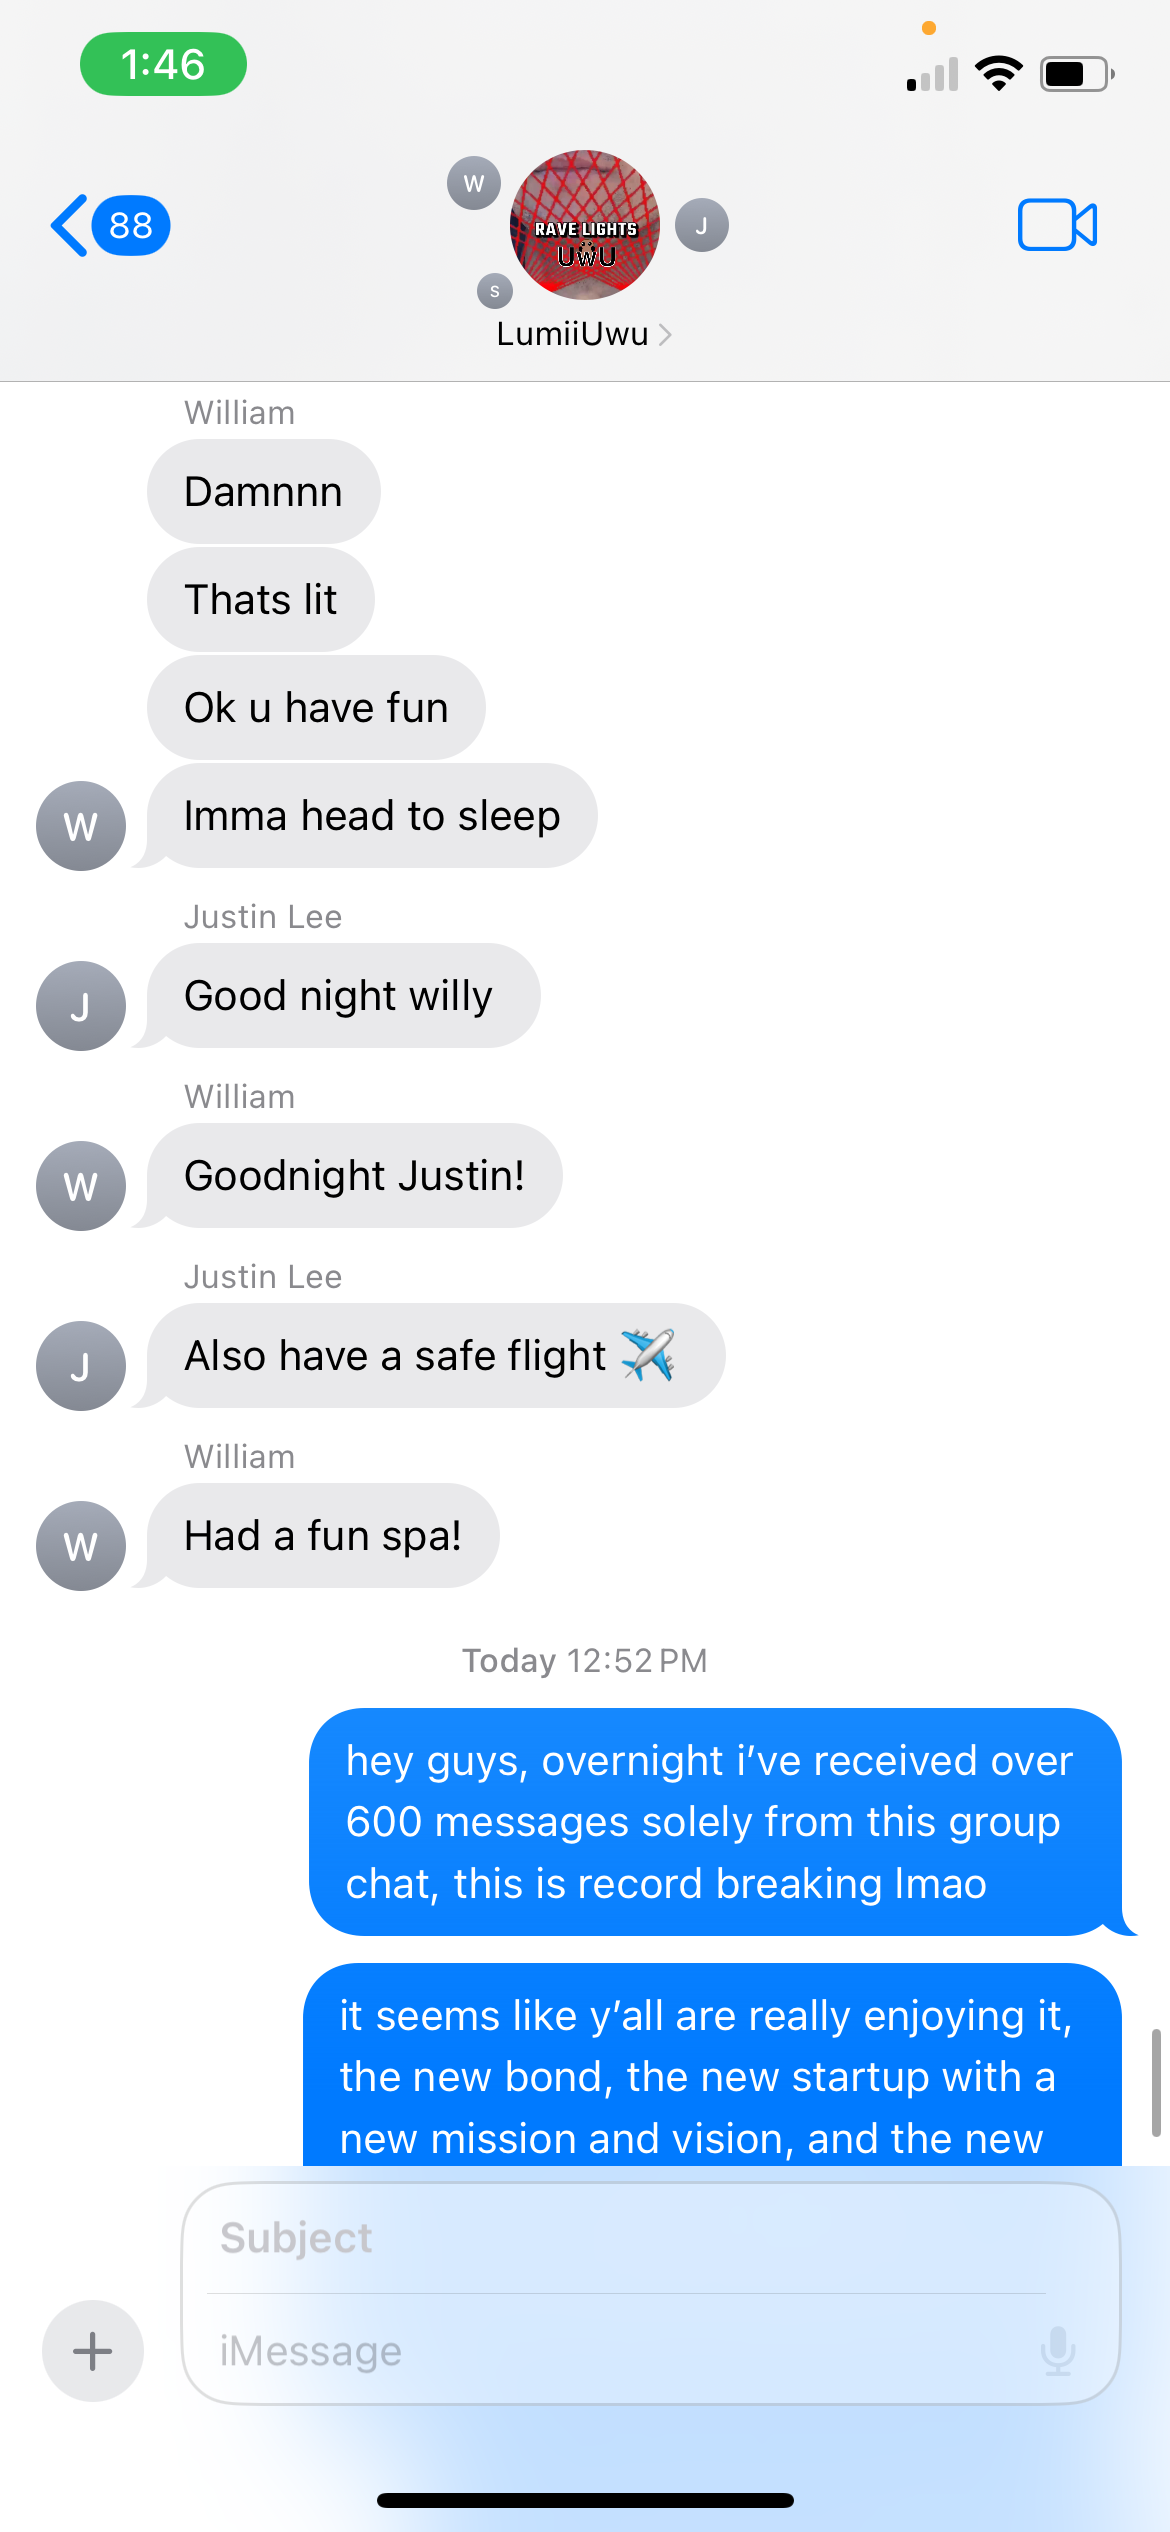 1:46
88
W
J
S
RAVE LIGHTS
UWU
LumiiUwu
William
Damnnn
Thats lit
Ok u have fun
W
Imma head to sleep
Justin Lee
J
Good night willy
William
W
Goodnight Justin!
Justin Lee
J
Also have a safe flight ✈️
William
W
Had a fun spa!
Today 12:52 PM
hey guys, overnight i’ve received over
600 messages solely from this group
chat, this is record breaking lmao
it seems like y’all are really enjoying it,
the new bond, the new startup with a
new mission and vision, and the new
Subject
iMessage